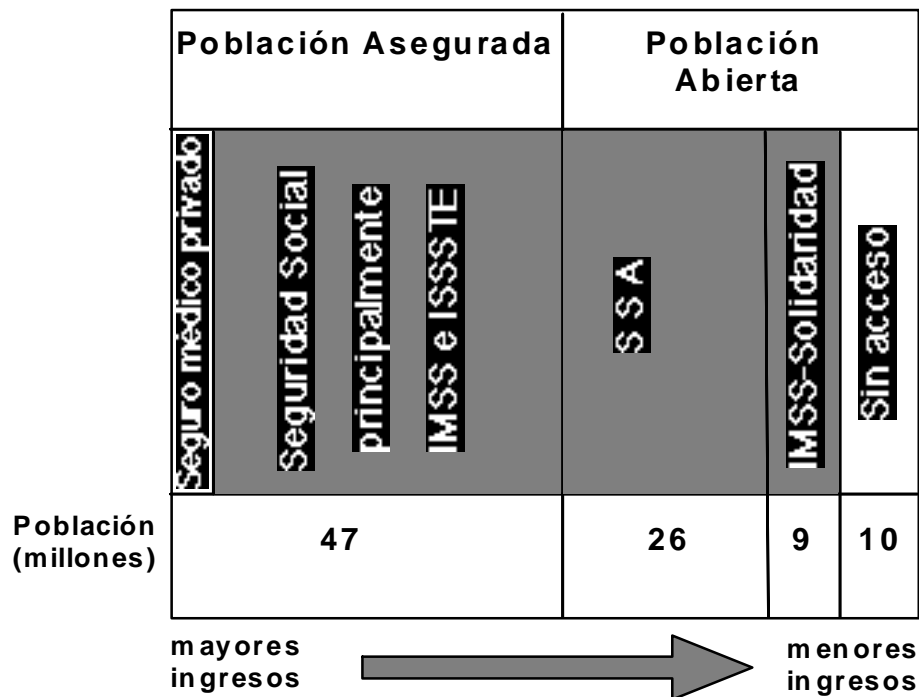 Población Asegurada
Población
Abierta
Seguro médico privado
Seguridad Social
principalmente
IMSS e ISSSTE
SSA
IMSS-Solidaridad
Sin acceso
Población
(millones)
47
26
9
10
mayores
ingresos
menores
ingresos